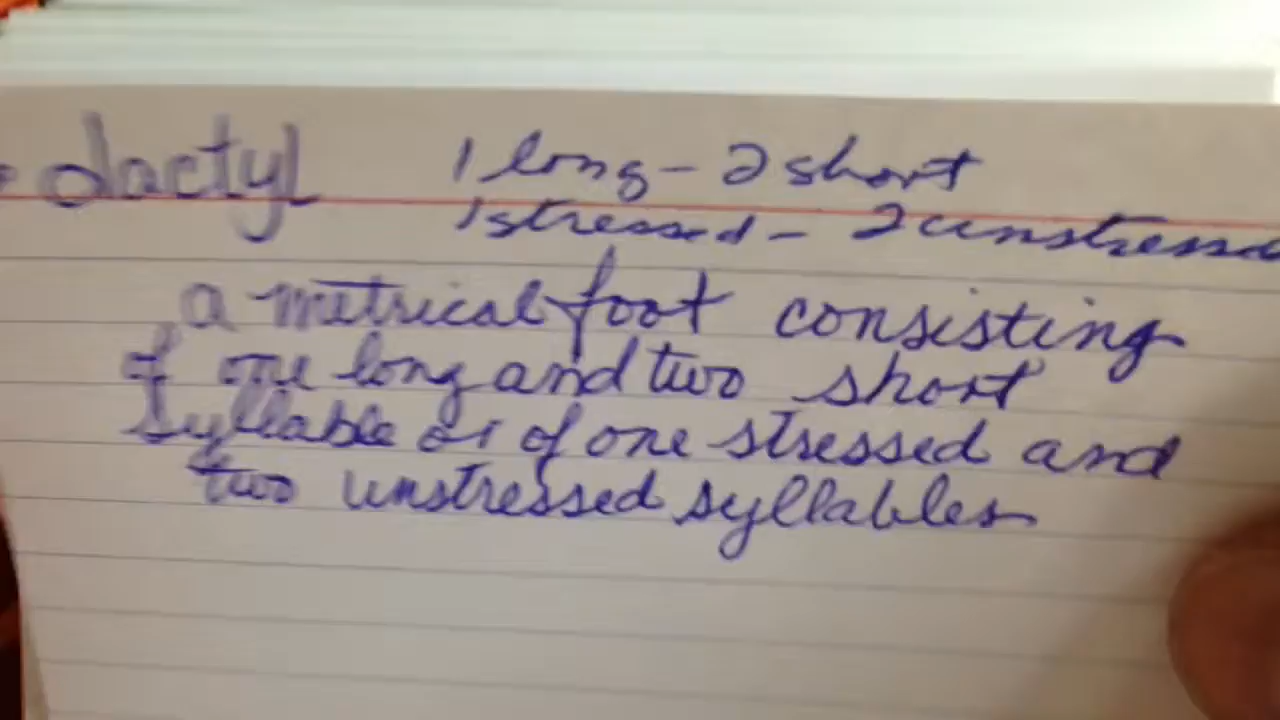 dactyl 1 long - 2 short
1 stressed - 2 unstressed
a metrical foot consisting
of one long and two short
syllable or of one stressed and
two unstressed syllables